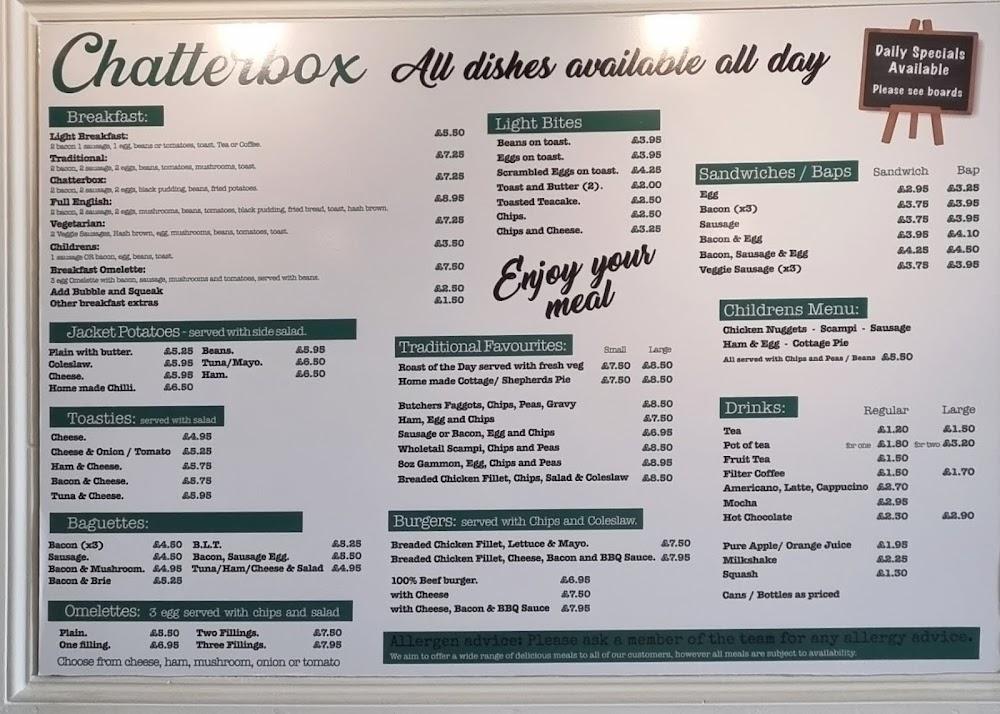 Chatterbox All dishes available all day
Daily Specials
Available
Please see boards
Breakfast:
Light Breakfast: £5.50
2 bacon 1 sausage, 1 egg, beans or tomatoes, toast. Tea or Coffee.
Traditional: £7.25
2 bacon, 2 sausage, 2 eggs, beans, tomatoes, mushrooms, toast.
Chatterbox: £7.25
2 bacon, 2 sausage, 2 eggs, black pudding, beans, fried potatoes.
Full English: £8.95
2 bacon, 2 sausage, 2 eggs, mushrooms, beans, tomatoes, black pudding, fried bread, toast, hash brown.
Vegetarian: £7.25
2 Veggie Sausages, Hash brown, egg, mushrooms, beans, tomatoes, toast.
Childrens: £3.50
1 sausage OR bacon, egg, beans, toast.
Breakfast Omelette: £7.50
3 egg Omelette with bacon, sausage, mushrooms and tomatoes, served with beans.
Add Bubble and Squeak £2.50
Other breakfast extras £1.50
Jacket Potatoes - served with side salad.
Plain with butter. £5.25 Beans. £5.95
Coleslaw. £5.95 Tuna/Mayo. £6.50
Cheese. £5.95 Ham. £6.50
Home made Chilli. £6.50
Toasties: served with salad
Cheese. £4.95
Cheese & Onion / Tomato £5.25
Ham & Cheese. £5.75
Bacon & Cheese. £5.75
Tuna & Cheese. £5.95
Baguettes:
Bacon (x3) £4.50 B.L.T. £5.25
Sausage. £4.50 Bacon, Sausage Egg. £5.50
Bacon & Mushroom. £4.95 Tuna/Ham/Cheese & Salad £4.95
Bacon & Brie £5.25
Omelettes: 3 egg served with chips and salad
Plain. £5.50 Two Fillings. £7.50
One filling. £6.95 Three Fillings. £7.95
Choose from cheese, ham, mushroom, onion or tomato
Light Bites
Beans on toast. £3.95
Eggs on toast. £3.95
Scrambled Eggs on toast. £4.25
Toast and Butter (2). £2.00
Toasted Teacake. £2.50
Chips. £2.50
Chips and Cheese. £3.25
Enjoy your
meal
Traditional Favourites: Small Large
Roast of the Day served with fresh veg £7.50 £8.50
Home made Cottage/ Shepherds Pie £7.50 £8.50
Butchers Faggots, Chips, Peas, Gravy £8.50
Ham, Egg and Chips £7.50
Sausage or Bacon, Egg and Chips £6.95
Wholetail Scampi, Chips and Peas £8.50
8oz Gammon, Egg, Chips and Peas £8.95
Breaded Chicken Fillet, Chips, Salad & Coleslaw £8.50
Burgers: served with Chips and Coleslaw.
Breaded Chicken Fillet, Lettuce & Mayo. £7.50
Breaded Chicken Fillet, Cheese, Bacon and BBQ Sauce. £7.95
100% Beef burger. £6.95
with Cheese £7.50
with Cheese, Bacon & BBQ Sauce £7.95
Sandwiches / Baps Sandwich Bap
Egg £2.95 £3.25
Bacon (x3) £3.75 £3.95
Sausage £3.75 £3.95
Bacon & Egg £3.95 £4.10
Bacon, Sausage & Egg £4.25 £4.50
Veggie Sausage (x3) £3.75 £3.95
Childrens Menu:
Chicken Nuggets - Scampi - Sausage
Ham & Egg - Cottage Pie
All served with Chips and Peas / Beans £5.50
Drinks: Regular Large
Tea £1.20 £1.50
Pot of tea for one £1.80 for two £3.20
Fruit Tea £1.50
Filter Coffee £1.50 £1.70
Americano, Latte, Cappucino £2.70
Mocha £2.95
Hot Chocolate £2.30 £2.90
Pure Apple/ Orange Juice £1.95
Milkshake £2.25
Squash £1.30
Cans / Bottles as priced
Allergen advice: Please ask a member of the team for any allergy advice.
We aim to offer a wide range of delicious meals to all of our customers, however all meals are subject to availability.